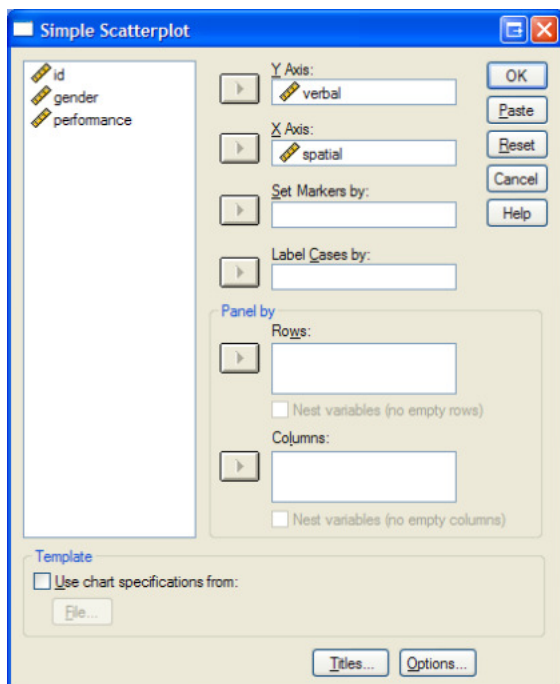 Simple Scatterplot
id
gender
performance
Y Axis:
verbal
X Axis:
spatial
Set Markers by:
Label Cases by:
Panel by
Rows:
Nest variables (no empty rows)
Columns:
Nest variables (no empty columns)
OK
Paste
Reset
Cancel
Help
Template
Use chart specifications from:
File...
Titles...
Options...